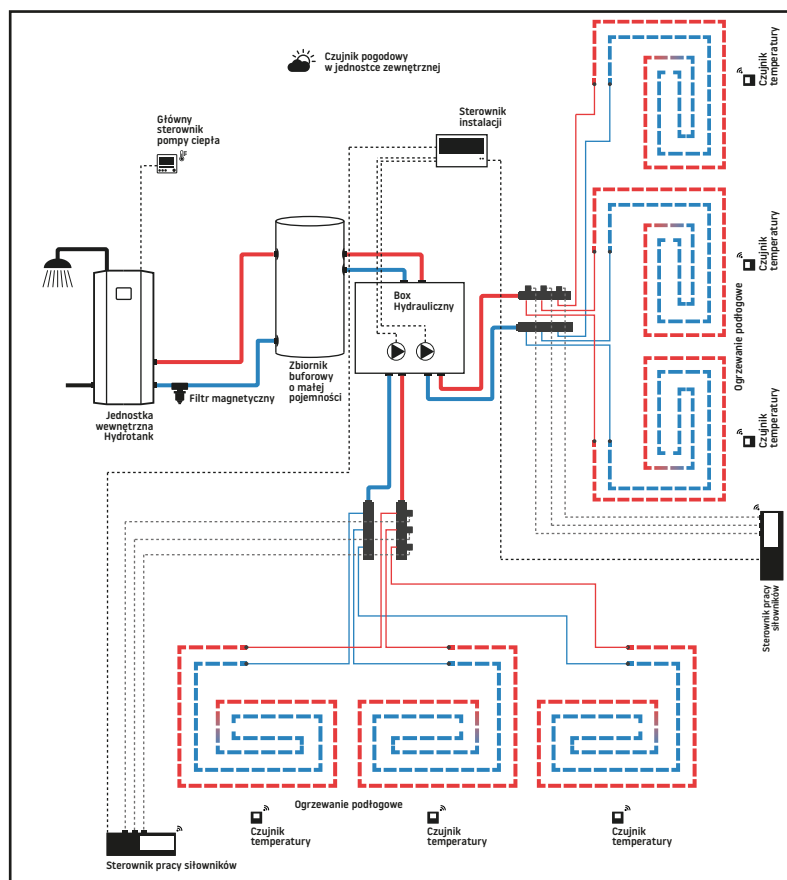 Czujnik pogodowy
w jednostce zewnętrznej
Czujnik
temperatury
Główny
sterownik
pompy ciepła
°F
Sterownik
instalacji
Czujnik
temperatury
Box
Hydrauliczny
Ogrzewanie podłogowe
Zbiornik
buforowy
o małej
pojemności
Filtr magnetyczny
Jednostka
wewnętrzna
Hydrotank
Czujnik
temperatury
Sterownik pracy
siłowników
Ogrzewanie podłogowe
Czujnik
temperatury
Czujnik
temperatury
Czujnik
temperatury
Sterownik pracy siłowników